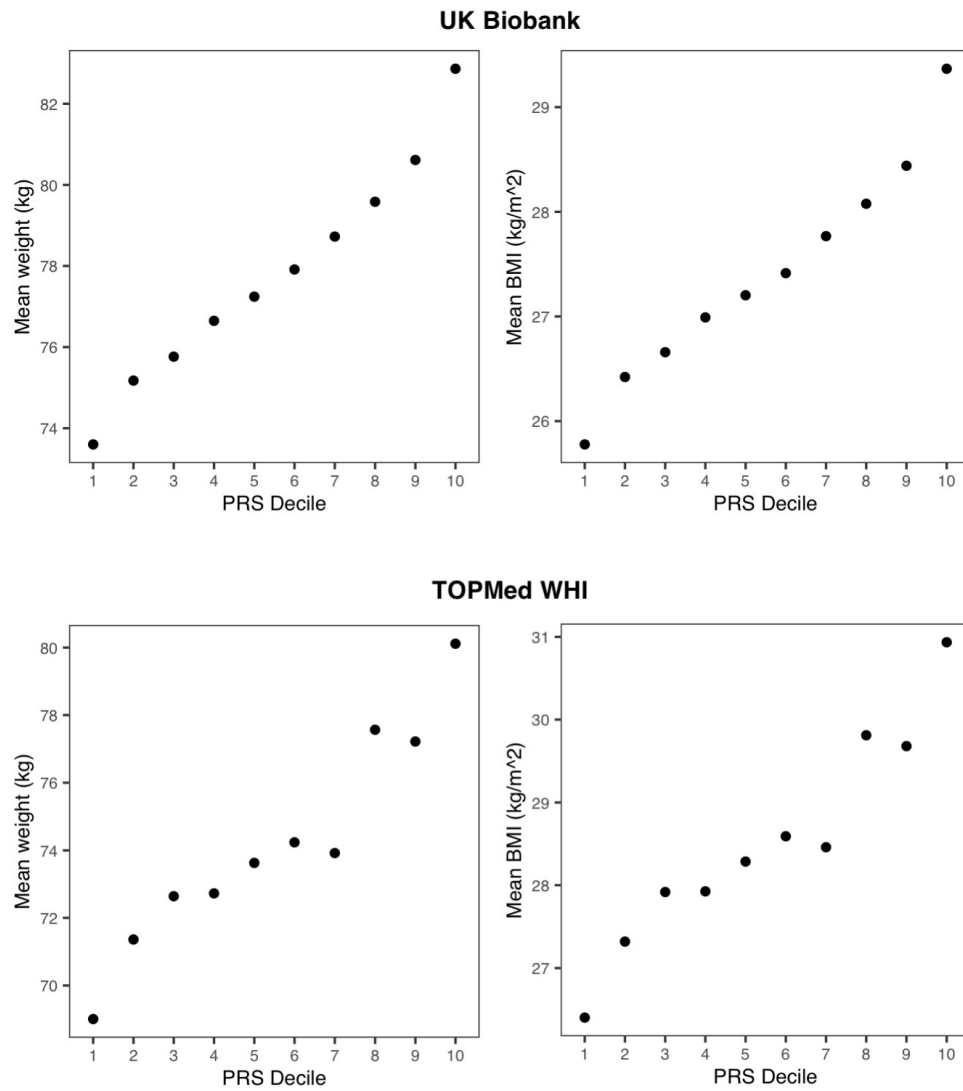 UK Biobank
Mean weight (kg)
82
80
78
76
74
1 2 3 4 5 6 7 8 9 10
PRS Decile
Mean BMI (kg/m^2)
29
28
27
26
1 2 3 4 5 6 7 8 9 10
PRS Decile
TOPMed WHI
Mean weight (kg)
80
78
76
74
72
70
1 2 3 4 5 6 7 8 9 10
PRS Decile
Mean BMI (kg/m^2)
31
30
29
28
27
1 2 3 4 5 6 7 8 9 10
PRS Decile